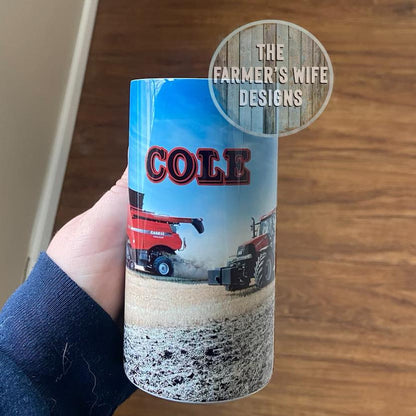 THE
FARMER'S WIFE
DESIGNS
COLE